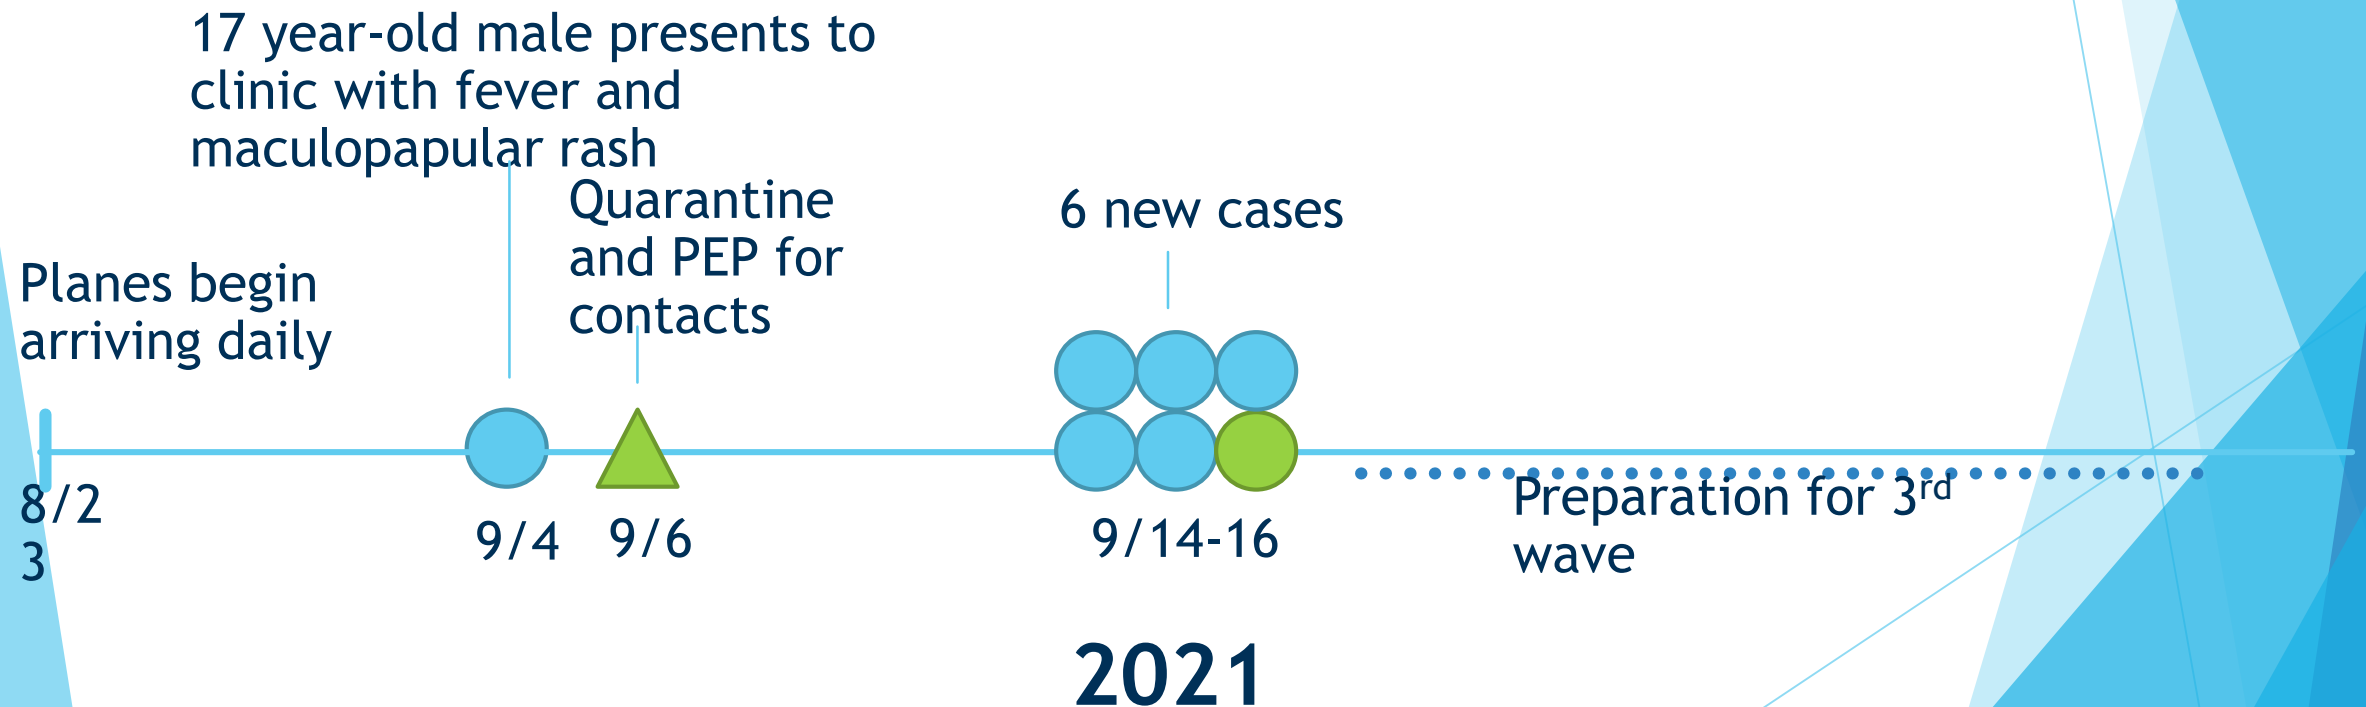 17 year-old male presents to
clinic with fever and
maculopapular rash
Quarantine
and PEP for
contacts
6 new cases
Planes begin
arriving daily
8/2
3
9/4
9/6
9/14-16
Preparation for 3rd
wave
2021